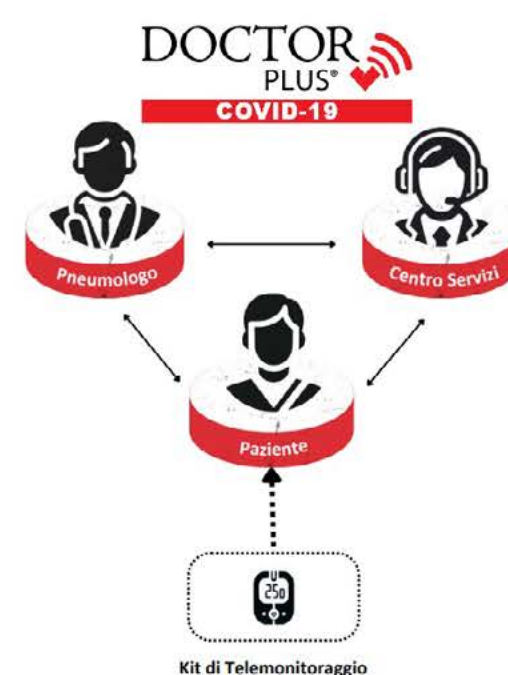 DOCTOR
PLUS®
COVID-19
Pneumologo
Centro Servizi
Paziente
250
Kit di Telemonitoraggio